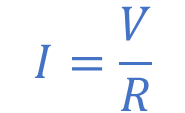 I = V/R